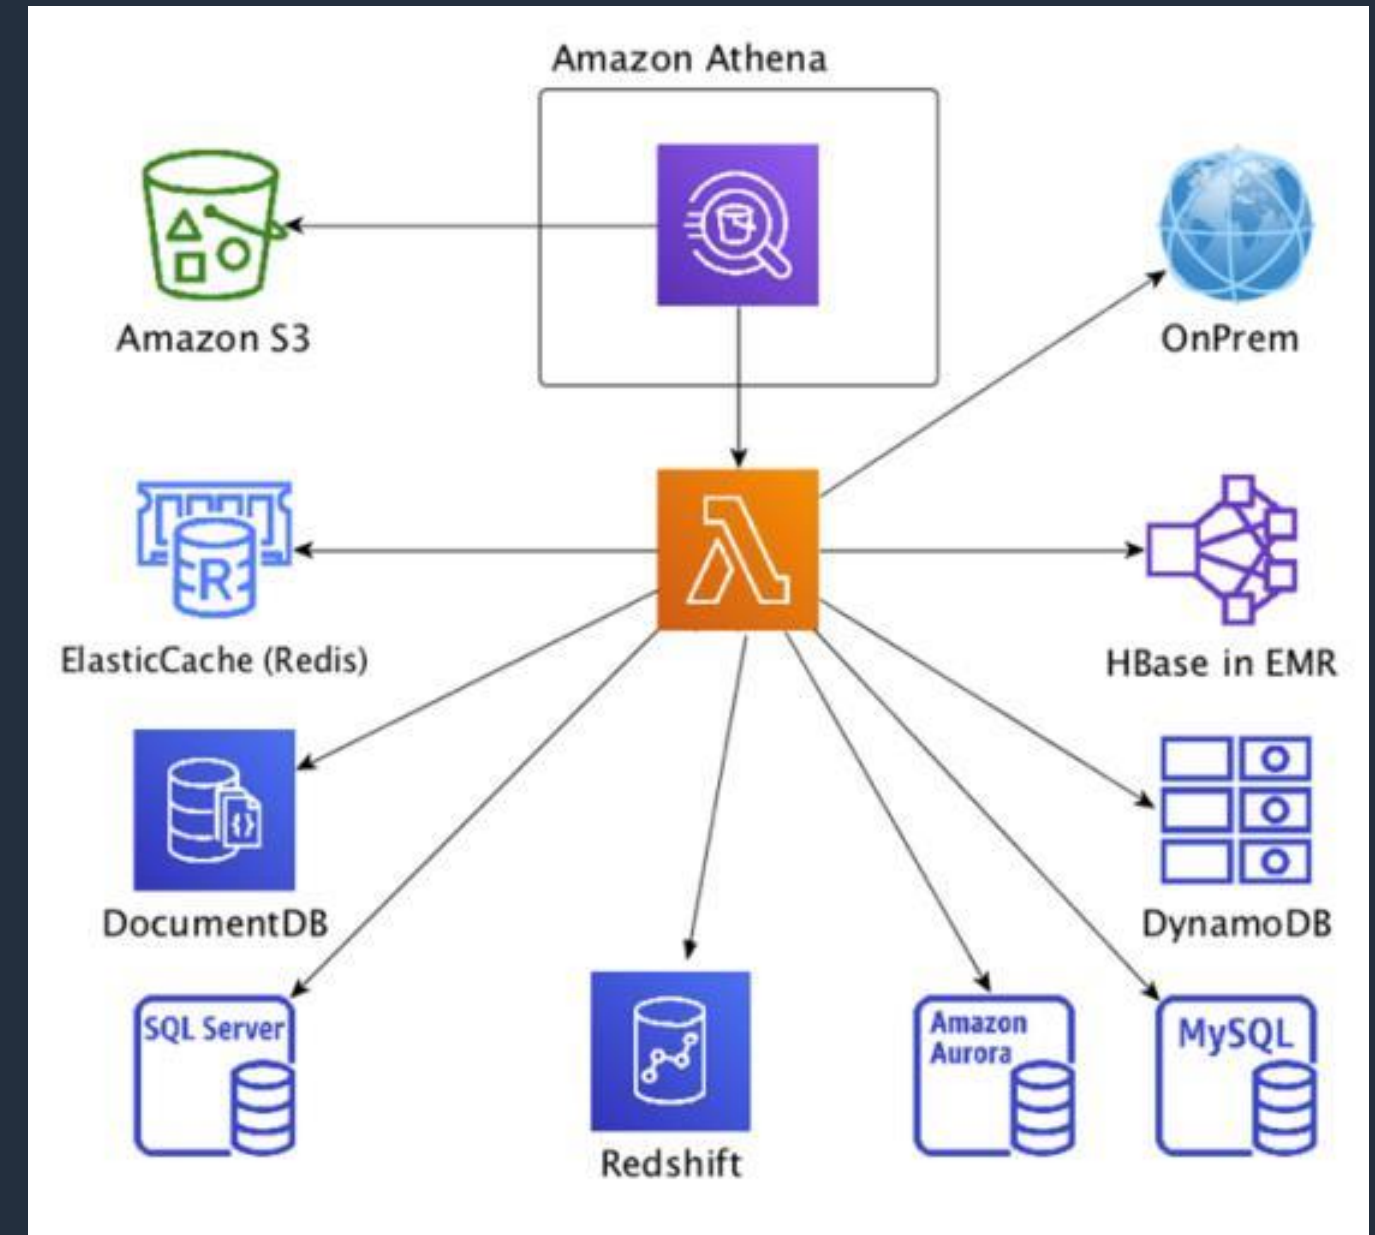 Amazon Athena
Amazon S3
OnPrem
R
ElasticCache (Redis)
HBase in EMR
{}
DocumentDB
DynamoDB
SQL Server
Redshift
Amazon
Aurora
MySQL